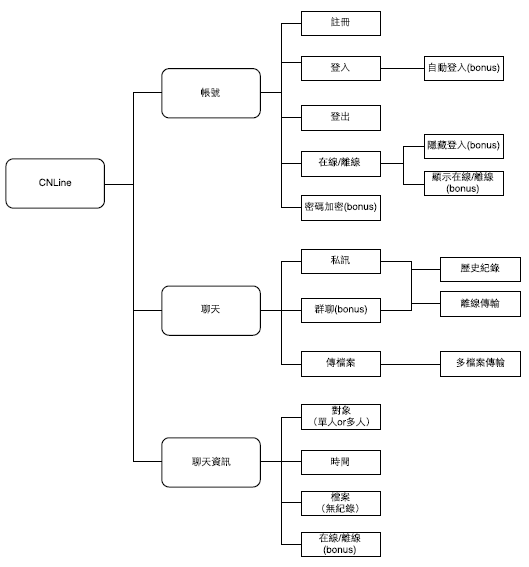 CNLine
帳號
註冊
登入
自動登入(bonus)
登出
在線/離線
隱藏登入(bonus)
顯示在線/離線
(bonus)
密碼加密(bonus)
聊天
私訊
群聊(bonus)
歷史紀錄
離線傳輸
傳檔案
多檔案傳輸
聊天資訊
對象
（單人or多人）
時間
檔案
（無紀錄）
在線/離線
(bonus)